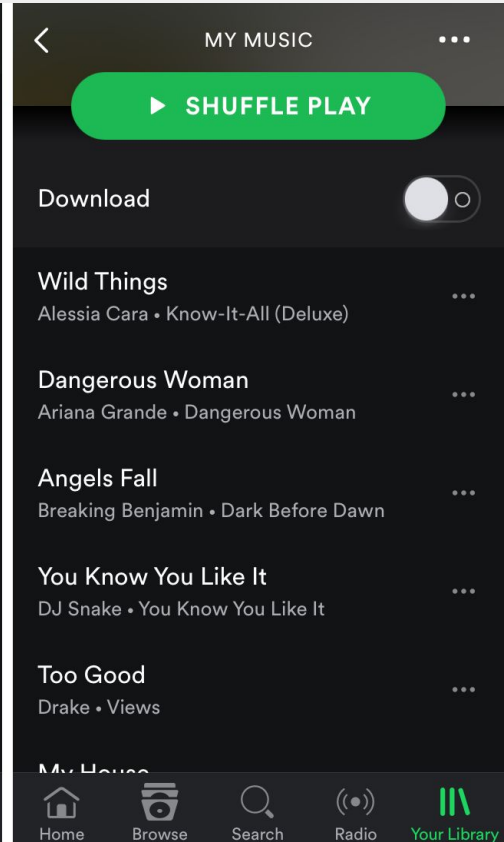 MY MUSIC
SHUFFLE PLAY
Download
Wild Things
Alessia Cara • Know-It-All (Deluxe)
Dangerous Woman
Ariana Grande • Dangerous Woman
Angels Fall
Breaking Benjamin • Dark Before Dawn
You Know You Like It
DJ Snake • You Know You Like It
Too Good
Drake • Views
My House
Home Browse Search Radio Your Library